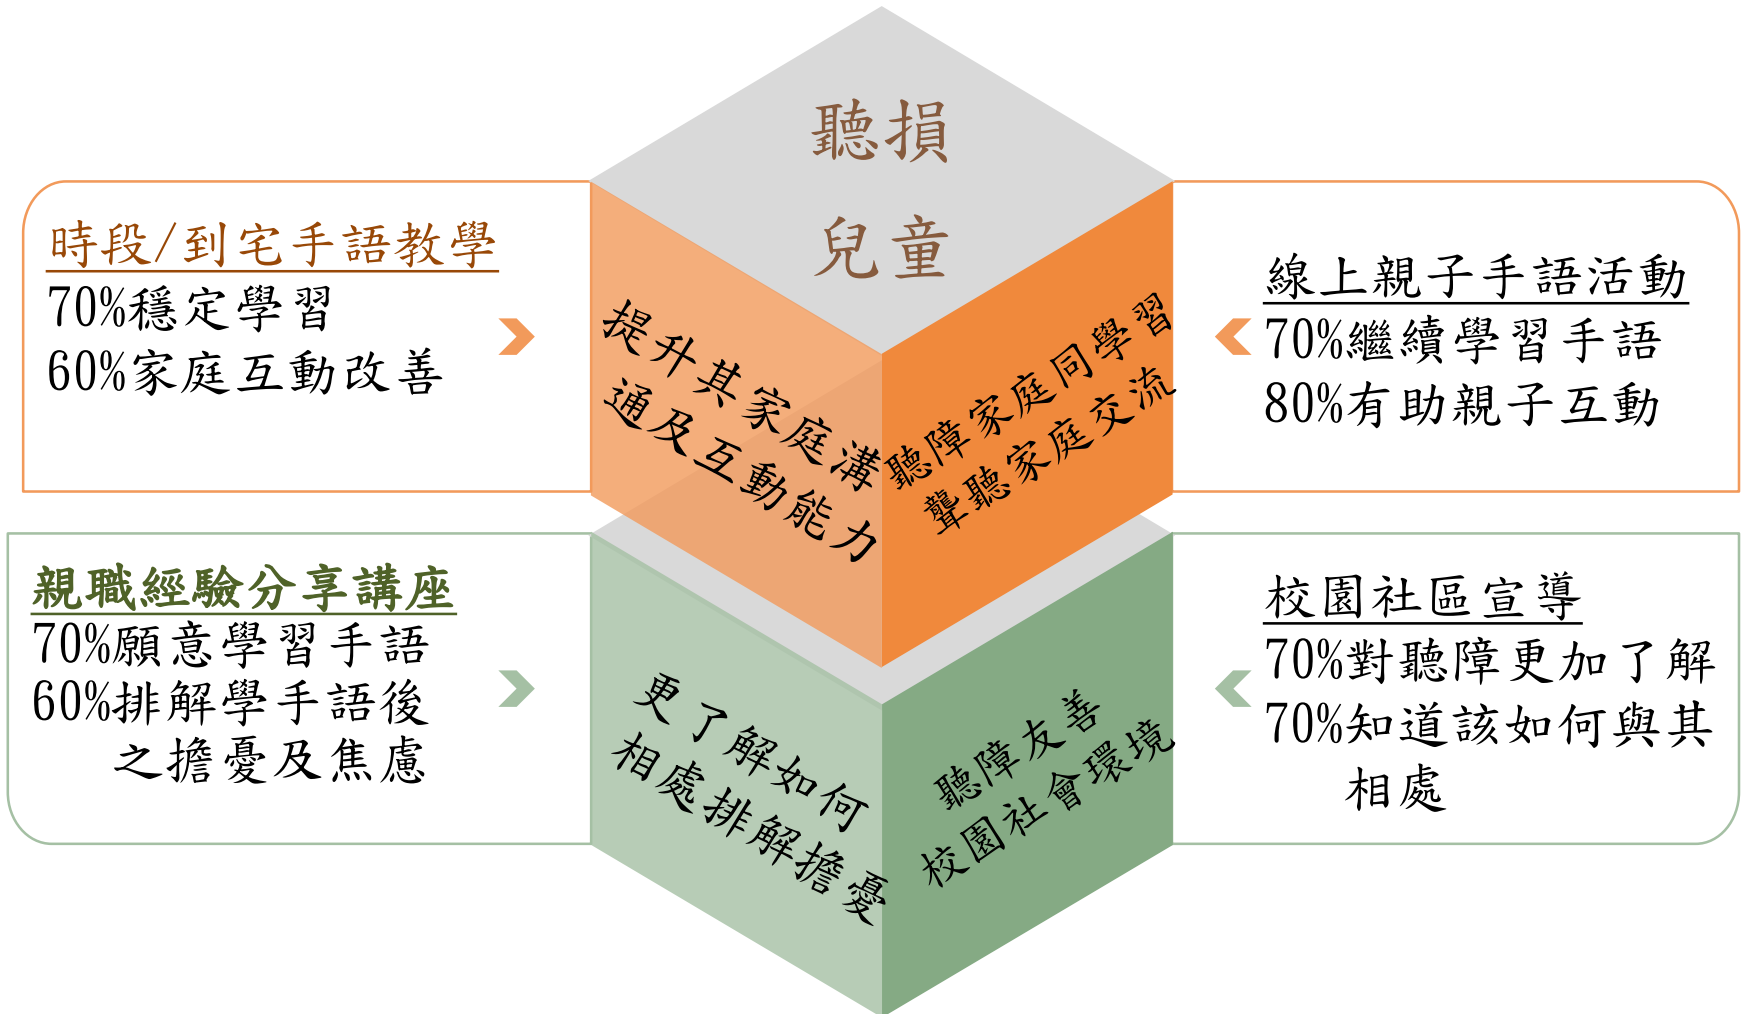 聽損
兒童
時段/到宅手語教學
70%穩定學習
60%家庭互動改善
提升其家庭溝
通及互動能力
聽障家庭同學習
聾聽家庭交流
線上親子手語活動
70%繼續學習手語
80%有助親子互動
親職經驗分享講座
70%願意學習手語
60%排解學手語後
之擔憂及焦慮
更了解如何
相處排解擔憂
聽障友善
校園社會環境
校園社區宣導
70%對聽障更加了解
70%知道該如何與其
相處